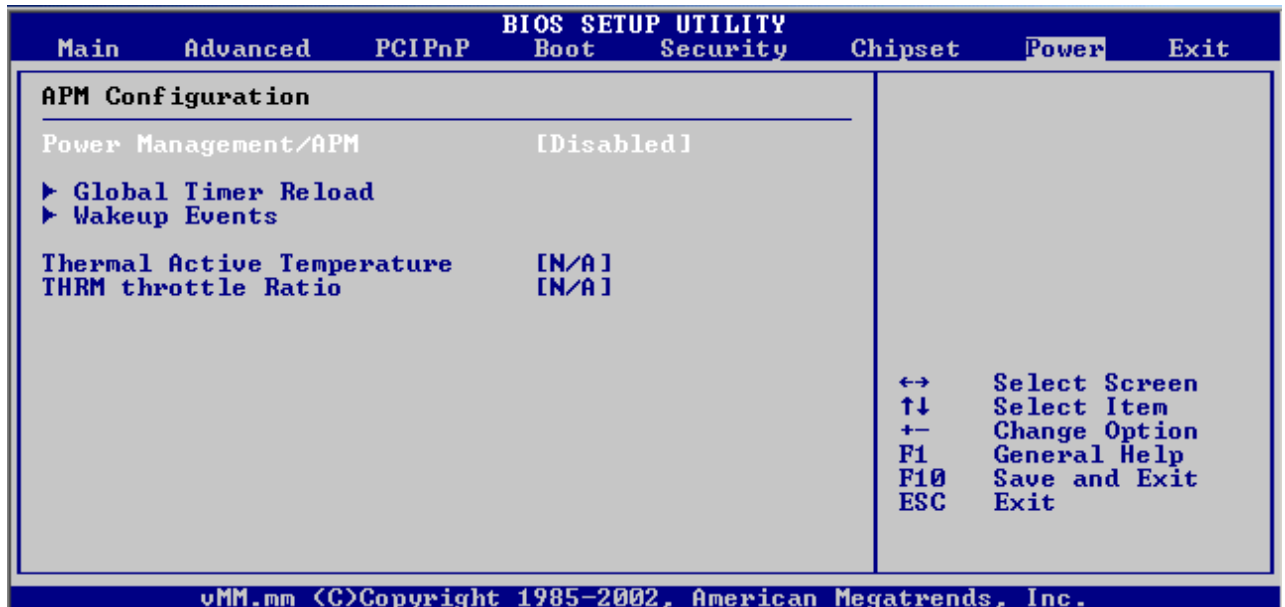 BIOS SETUP UTILITY
Main Advanced PCIPnP Boot Security Chipset Power Exit
APM Configuration
Power Management/APM [Disabled]
► Global Timer Reload
► Wakeup Events
Thermal Active Temperature [N/A]
THRM throttle Ratio [N/A]
←→ Select Screen
↑↓ Select Item
+- Change Option
F1 General Help
F10 Save and Exit
ESC Exit
vMM.mm (C)Copyright 1985-2002, American Megatrends, Inc.